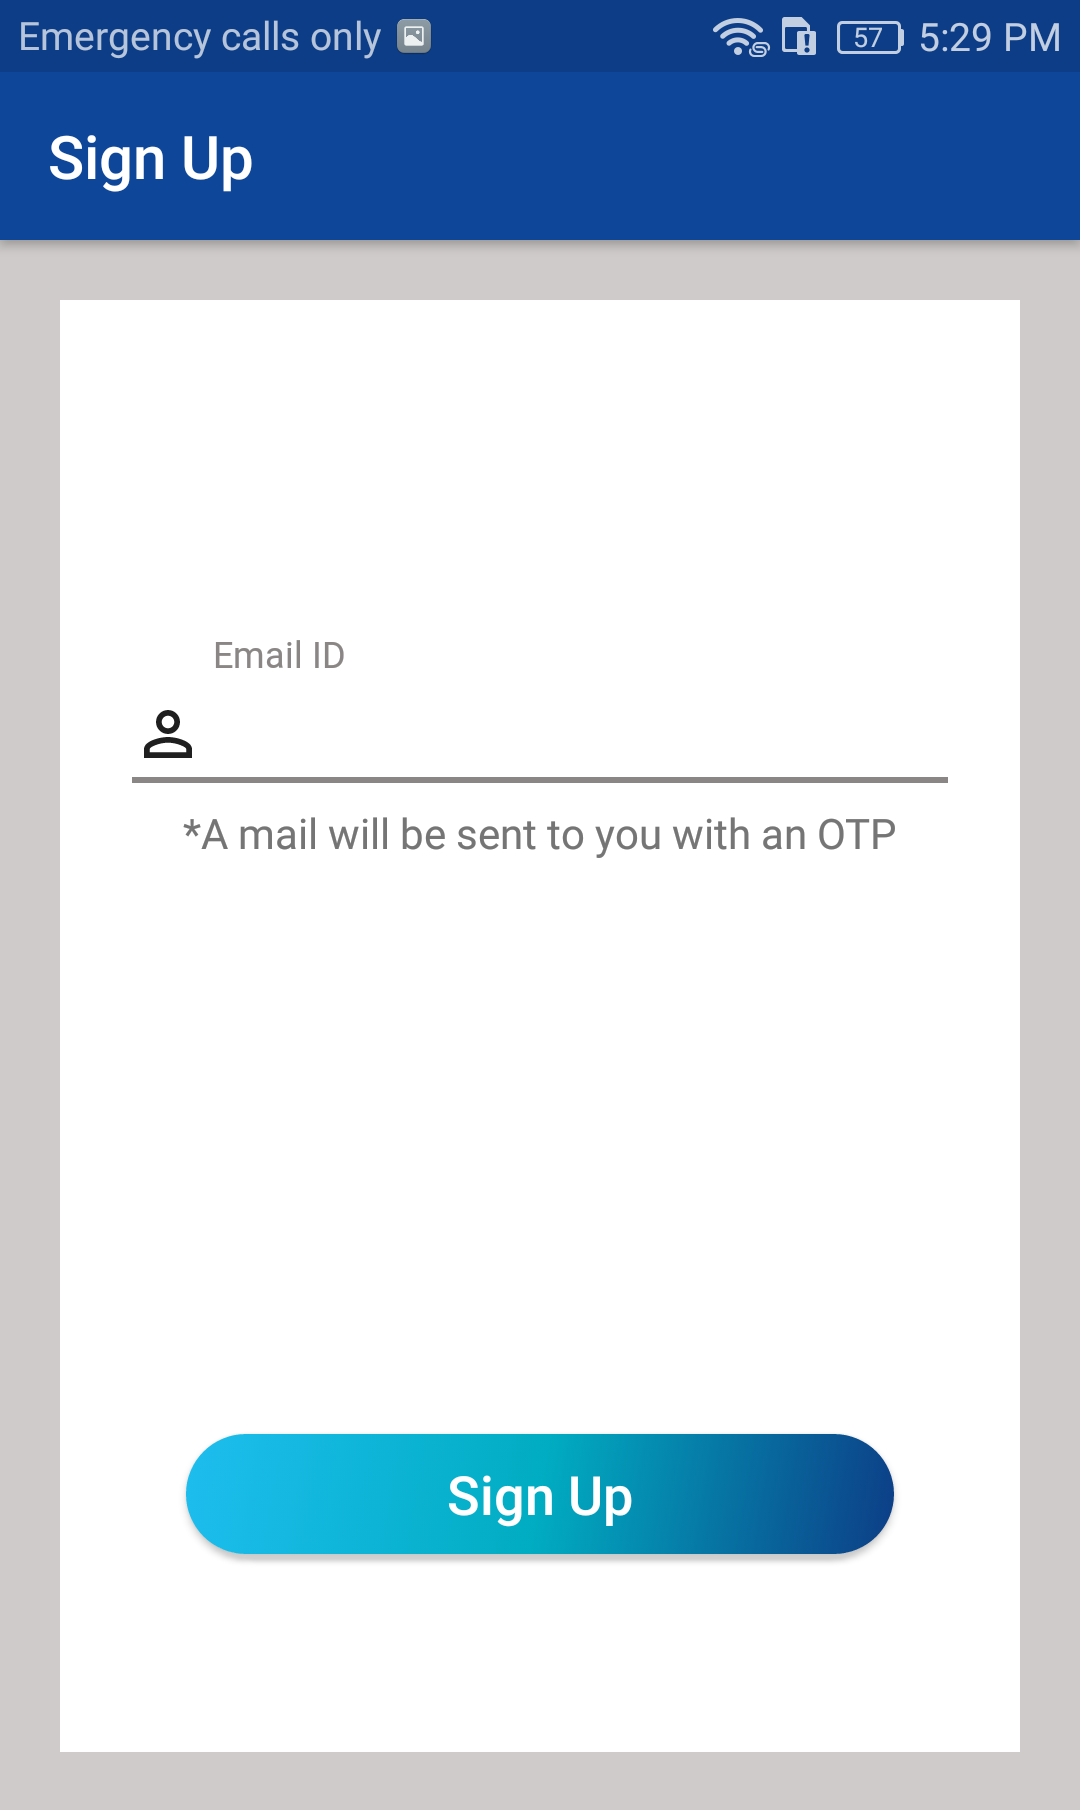 Emergency calls only
57
5:29 PM
Sign Up
Email ID
*A mail will be sent to you with an OTP
Sign Up